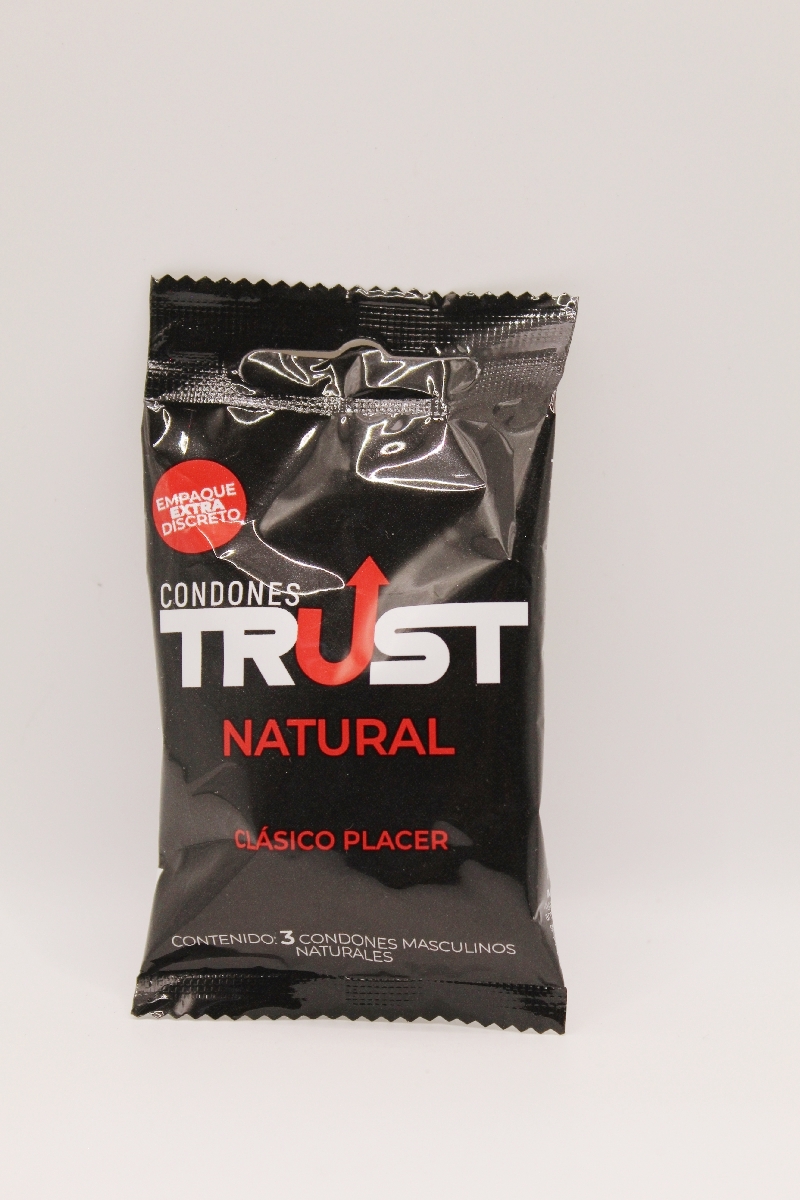 EMPAQUE
EXTRA
DISCRETO
CONDONES
TRUST
NATURAL
CLÁSICO PLACER
CONTENIDO: 3 CONDONES MASCULINOS
NATURALES